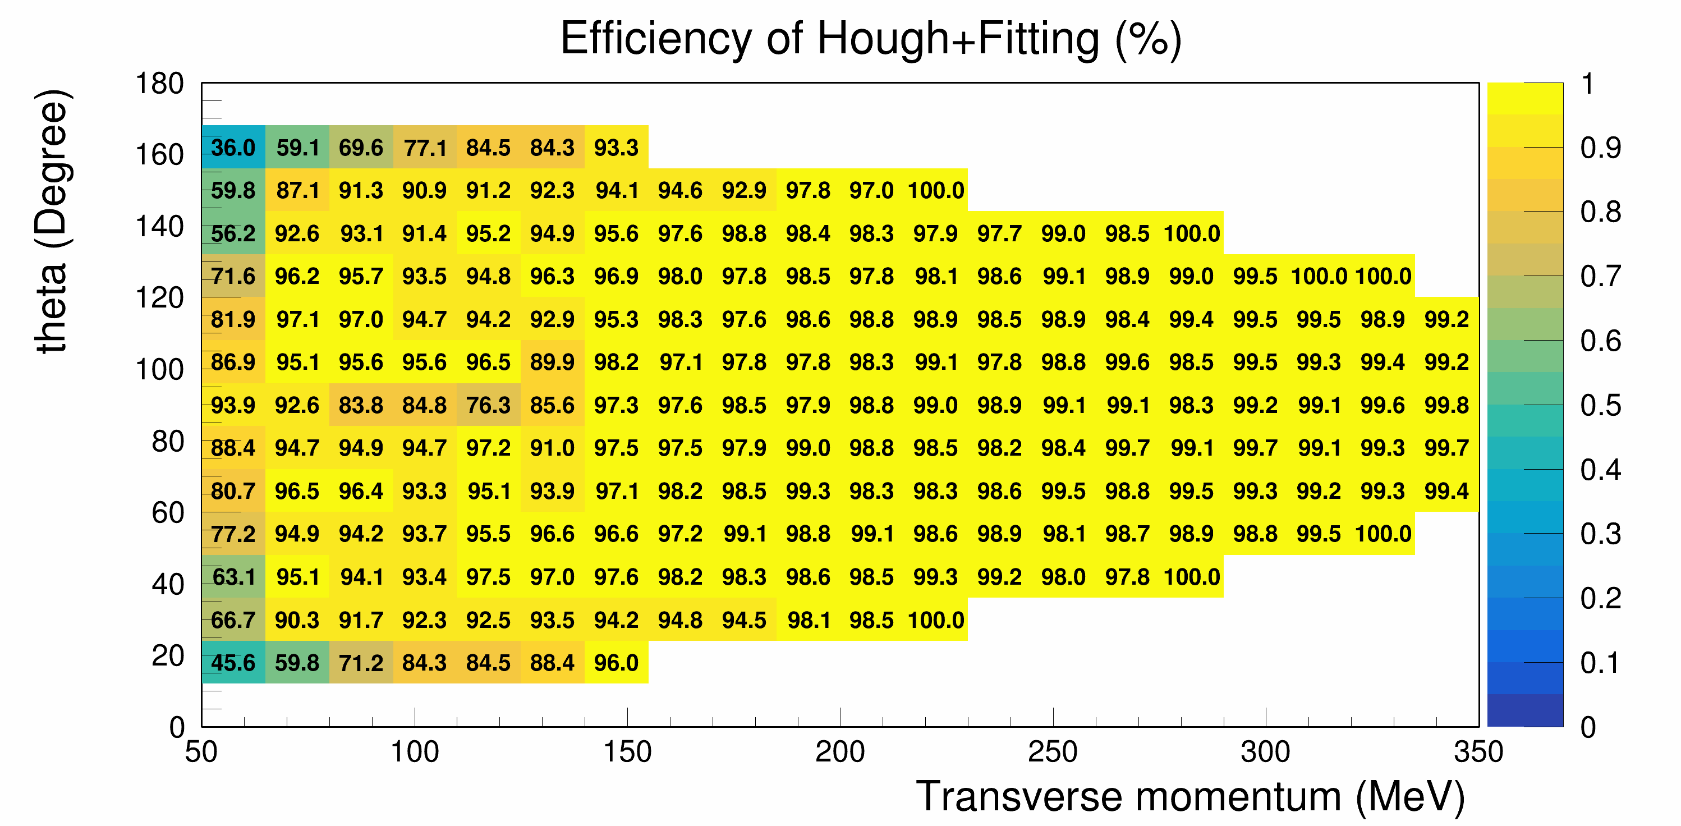 Efficiency of Hough+Fitting (%)
theta (Degree)
180
160 36.0 59.1 69.6 77.1 84.5 84.3 93.3
59.8 87.1 91.3 90.9 91.2 92.3 94.1 94.6 92.9 97.8 97.0 100.0
140 56.2 92.6 93.1 91.4 95.2 94.9 95.6 97.6 98.8 98.4 98.3 97.9 97.7 99.0 98.5 100.0
71.6 96.2 95.7 93.5 94.8 96.3 96.9 98.0 97.8 98.5 97.8 98.1 98.6 99.1 98.9 99.0 99.5 100.0 100.0
120
81.9 97.1 97.0 94.7 94.2 92.9 95.3 98.3 97.6 98.6 98.8 98.9 98.5 98.9 98.4 99.4 99.5 99.5 98.9 99.2
100 86.9 95.1 95.6 95.6 96.5 89.9 98.2 97.1 97.8 97.8 98.3 99.1 97.8 98.8 99.6 98.5 99.5 99.3 99.4 99.2
93.9 92.6 83.8 84.8 76.3 85.6 97.3 97.6 98.5 97.9 98.8 99.0 98.9 99.1 99.1 98.3 99.2 99.1 99.6 99.8
80 88.4 94.7 94.9 94.7 97.2 91.0 97.5 97.5 97.9 99.0 98.8 98.5 98.2 98.4 99.7 99.1 99.7 99.1 99.3 99.7
80.7 96.5 96.4 93.3 95.1 93.9 97.1 98.2 98.5 99.3 98.3 98.3 98.6 99.5 98.8 99.5 99.3 99.2 99.3 99.4
60
77.2 94.9 94.2 93.7 95.5 96.6 96.6 97.2 99.1 98.8 99.1 98.6 98.9 98.1 98.7 98.9 98.8 99.5 100.0
40 63.1 95.1 94.1 93.4 97.5 97.0 97.6 98.2 98.3 98.6 98.5 99.3 99.2 98.0 97.8 100.0
66.7 90.3 91.7 92.3 92.5 93.5 94.2 94.8 94.5 98.1 98.5 100.0
20 45.6 59.8 71.2 84.3 84.5 88.4 96.0
0
50 100 150 200 250 300 350
Transverse momentum (MeV)
1
0.9
0.8
0.7
0.6
0.5
0.4
0.3
0.2
0.1
0